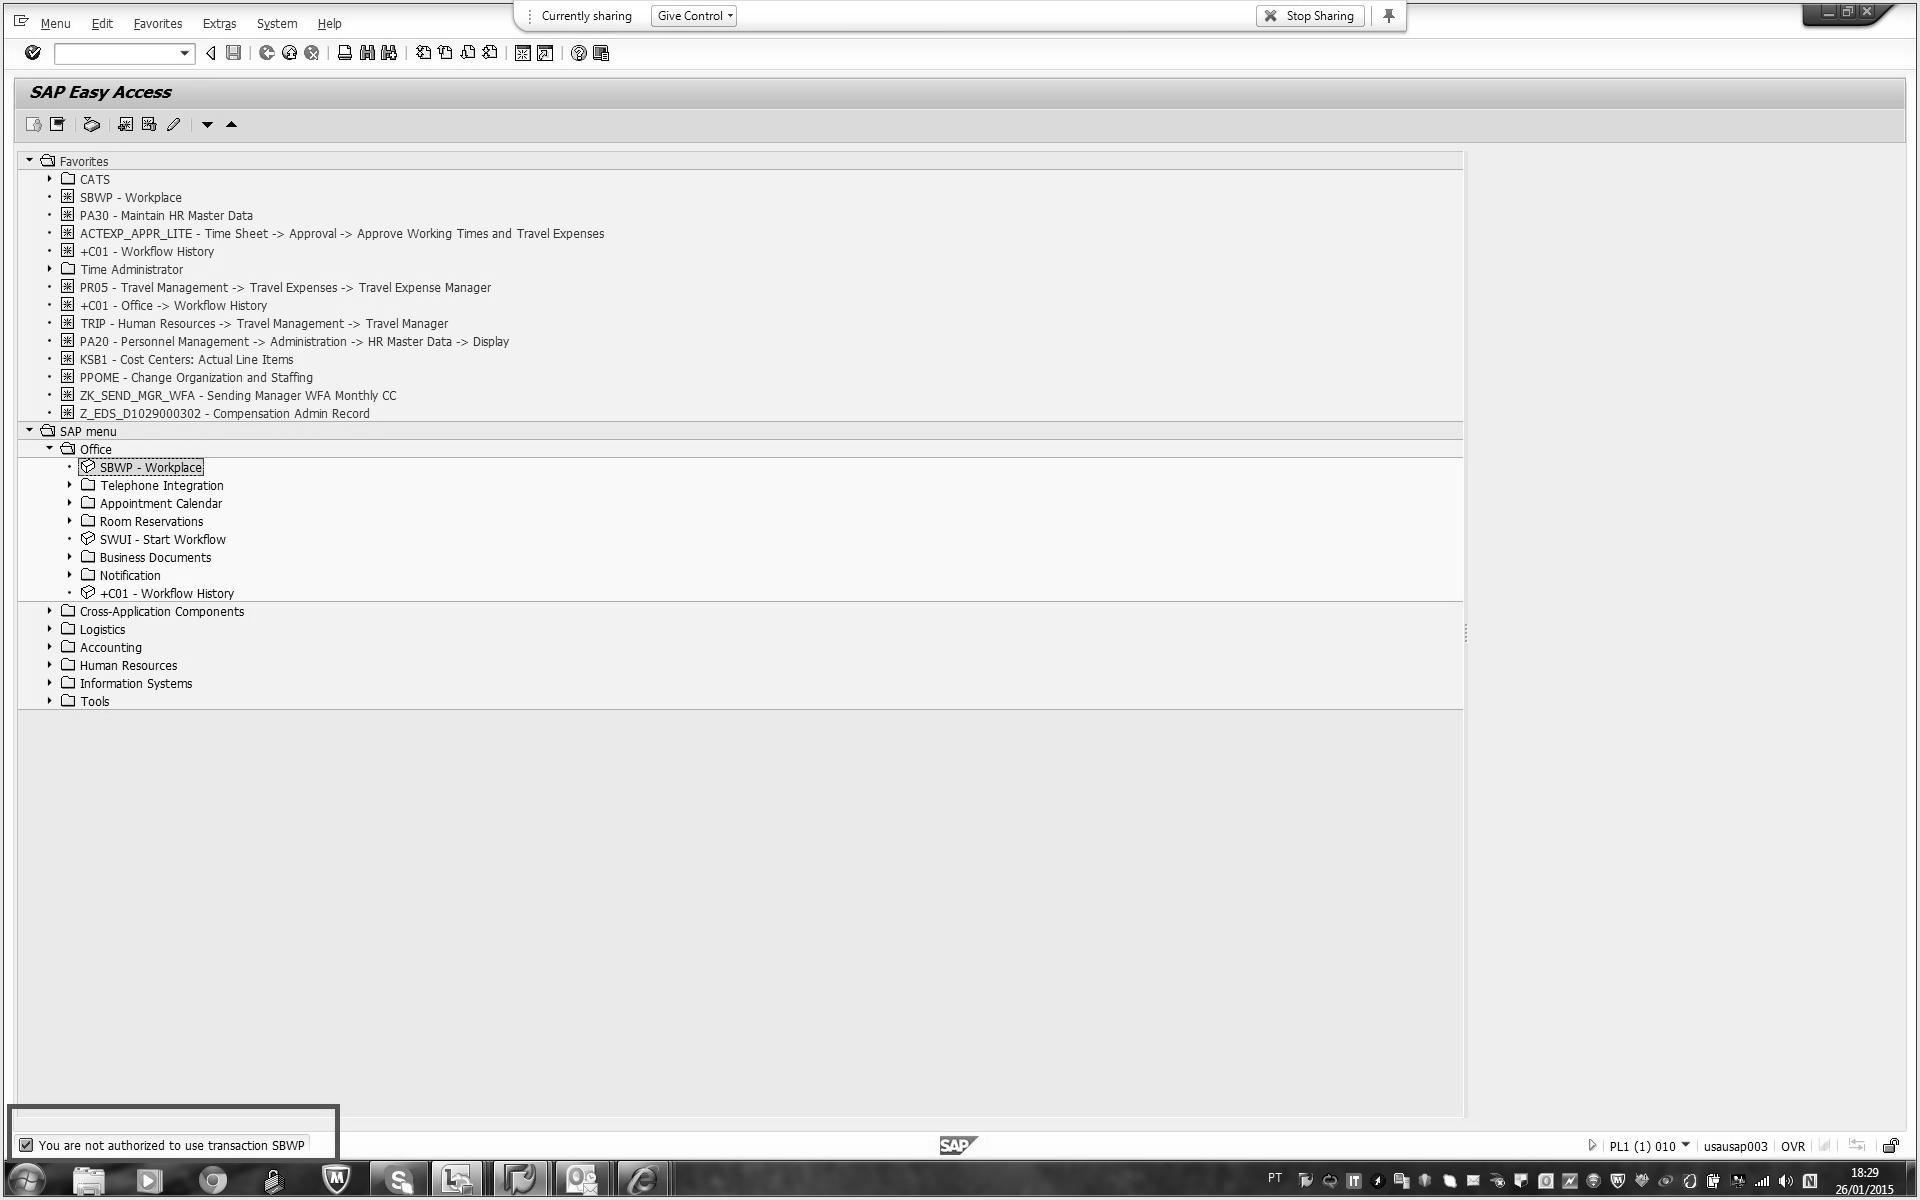 Currently sharing
Give Control
Stop Sharing
Menu Edit Favorites Extras System Help
SAP Easy Access
Favorites
CATS
SBWP - Workplace
PA30 - Maintain HR Master Data
ACTEXP_APPR_LITE - Time Sheet -> Approval -> Approve Working Times and Travel Expenses
+C01 - Workflow History
Time Administrator
PR05 - Travel Management -> Travel Expenses -> Travel Expense Manager
+C01 - Office -> Workflow History
TRIP - Human Resources -> Travel Management -> Travel Manager
PA20 - Personnel Management -> Administration -> HR Master Data -> Display
KSB1 - Cost Centers: Actual Line Items
PPOME - Change Organization and Staffing
ZK_SEND_MGR_WFA - Sending Manager WFA Monthly CC
Z_EDS_D1029000302 - Compensation Admin Record
SAP menu
Office
SBWP - Workplace
Telephone Integration
Appointment Calendar
Room Reservations
SWUI - Start Workflow
Business Documents
Notification
+C01 - Workflow History
Cross-Application Components
Logistics
Accounting
Human Resources
Information Systems
Tools
You are not authorized to use transaction SBWP
SAP
PL1 (1) 010 usausap003 OVR
PT
18:29
26/01/2015